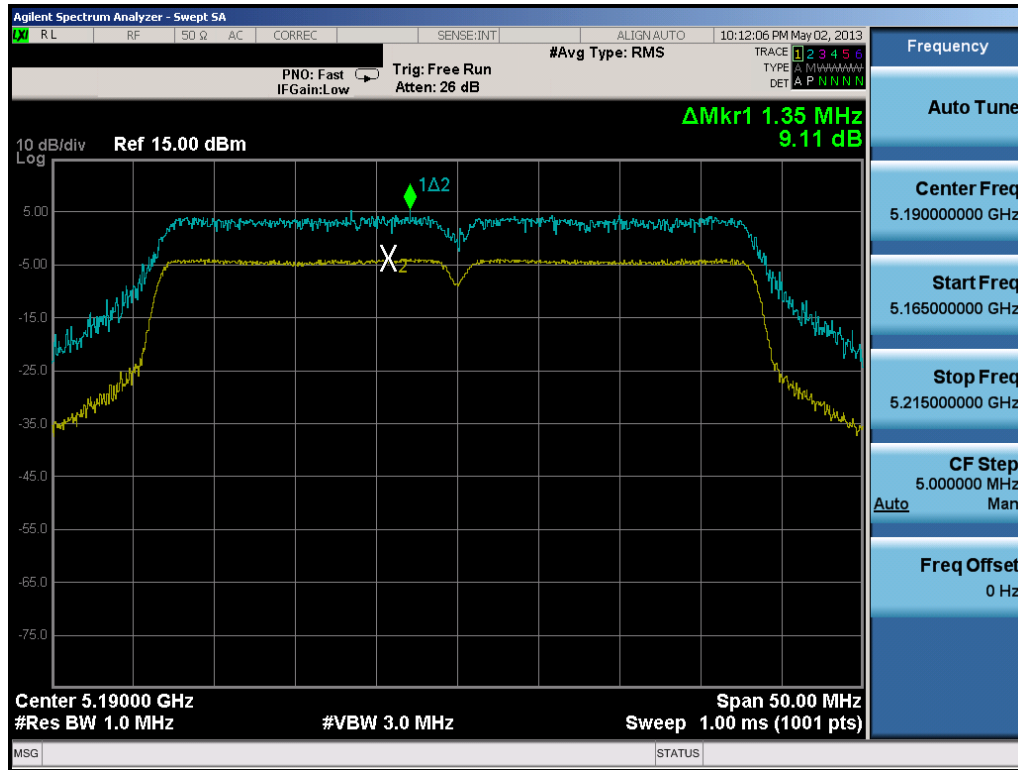 Agilent Spectrum Analyzer - Swept SA
LXI RL RF 50 Ω AC CORREC SENSE:INT ALIGNAUTO 10:12:06 PM May 02, 2013
#Avg Type: RMS TRACE 1 2 3 4 5 6
PNO: Fast Trig: Free Run TYPE A MWWWWW
IFGain:Low Atten: 26 dB DET A P N N N N
Frequency
ΔMkr1 1.35 MHz
10 dB/div Ref 15.00 dBm 9.11 dB
Log
1Δ2
5.00
-5.00
2
-15.0
-25.0
-35.0
-45.0
-55.0
-65.0
-75.0
Center 5.19000 GHz Span 50.00 MHz
#Res BW 1.0 MHz #VBW 3.0 MHz Sweep 1.00 ms (1001 pts)
MSG STATUS
Auto Tune
Center Freq
5.190000000 GHz
Start Freq
5.165000000 GHz
Stop Freq
5.215000000 GHz
CF Step
5.000000 MHz
Auto Man
Freq Offset
0 Hz